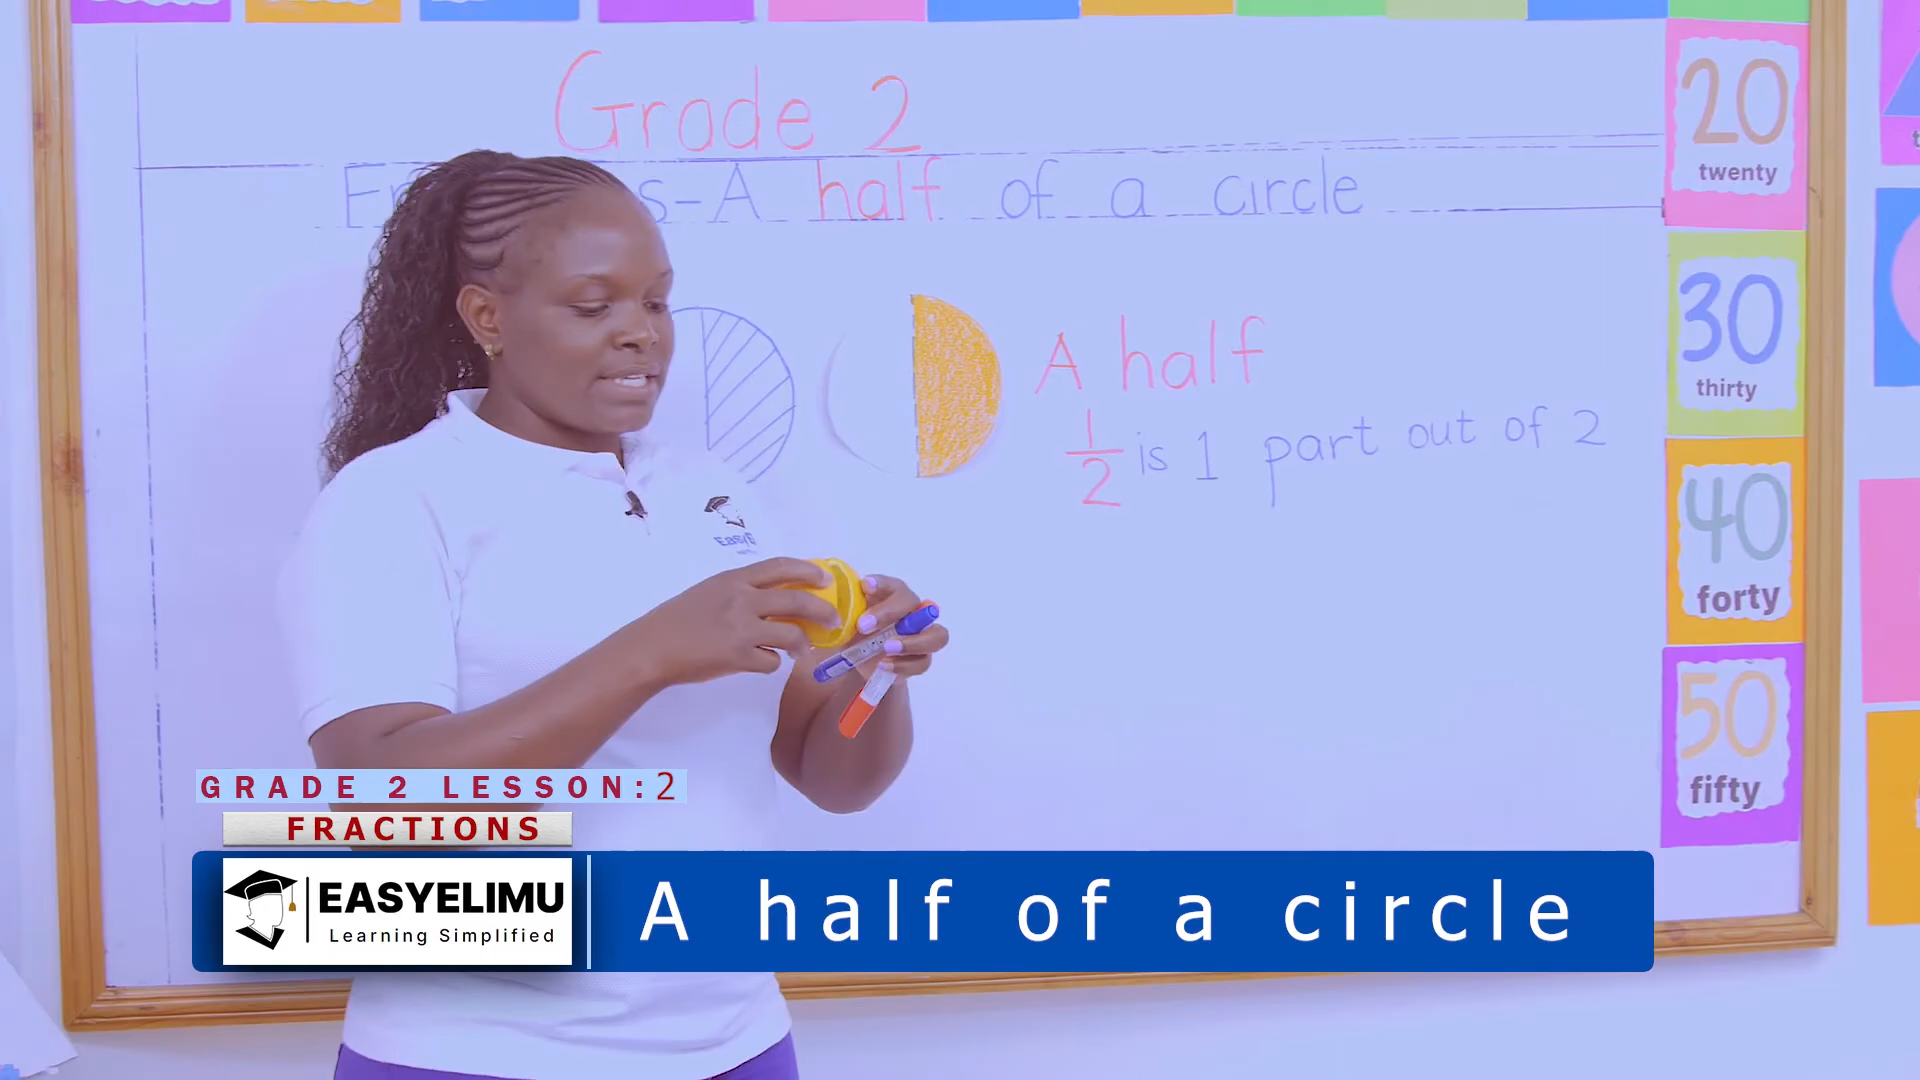 Grade 2
s-A half of a circle
A half
1/2 is 1 part out of 2
20
twenty
30
thirty
40
forty
50
fifty
GRADE 2 LESSON:2
FRACTIONS
EASYELIMU
Learning Simplified
A half of a circle